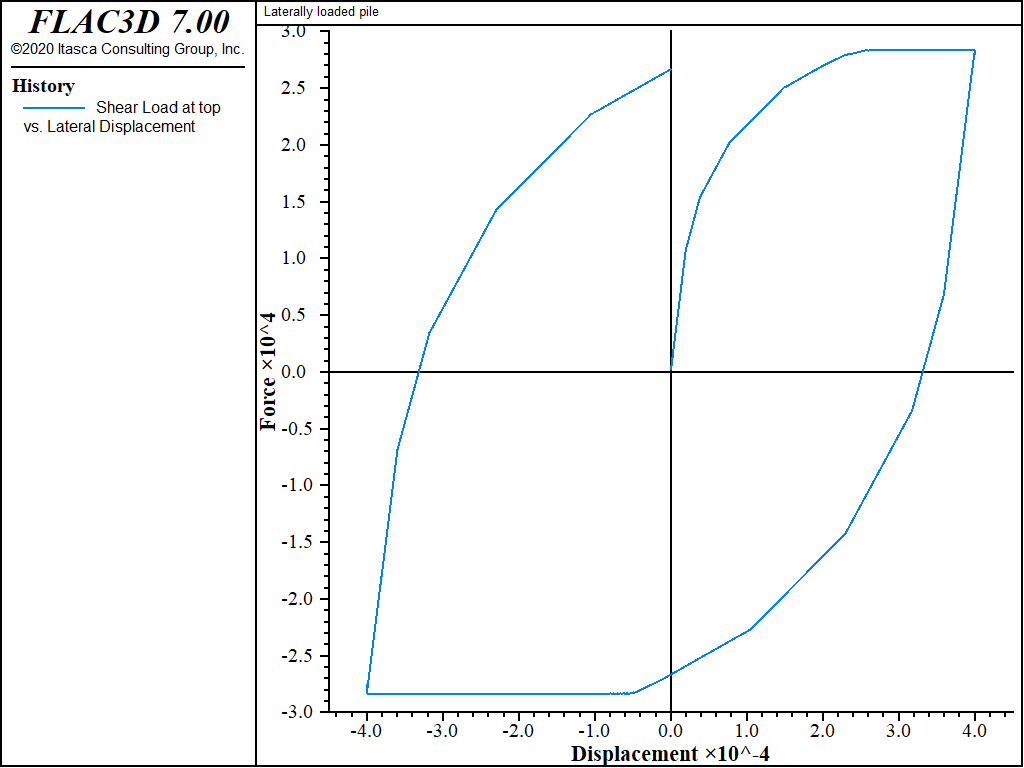 FLAC3D 7.00
©2020 Itasca Consulting Group, Inc.
History
Shear Load at top
vs. Lateral Displacement
Laterally loaded pile
3.0
2.5
2.0
1.5
1.0
0.5
0.0
-0.5
-1.0
-1.5
-2.0
-2.5
-3.0
Force ×10^4
-4.0 -3.0 -2.0 -1.0 0.0 1.0 2.0 3.0 4.0
Displacement ×10^-4